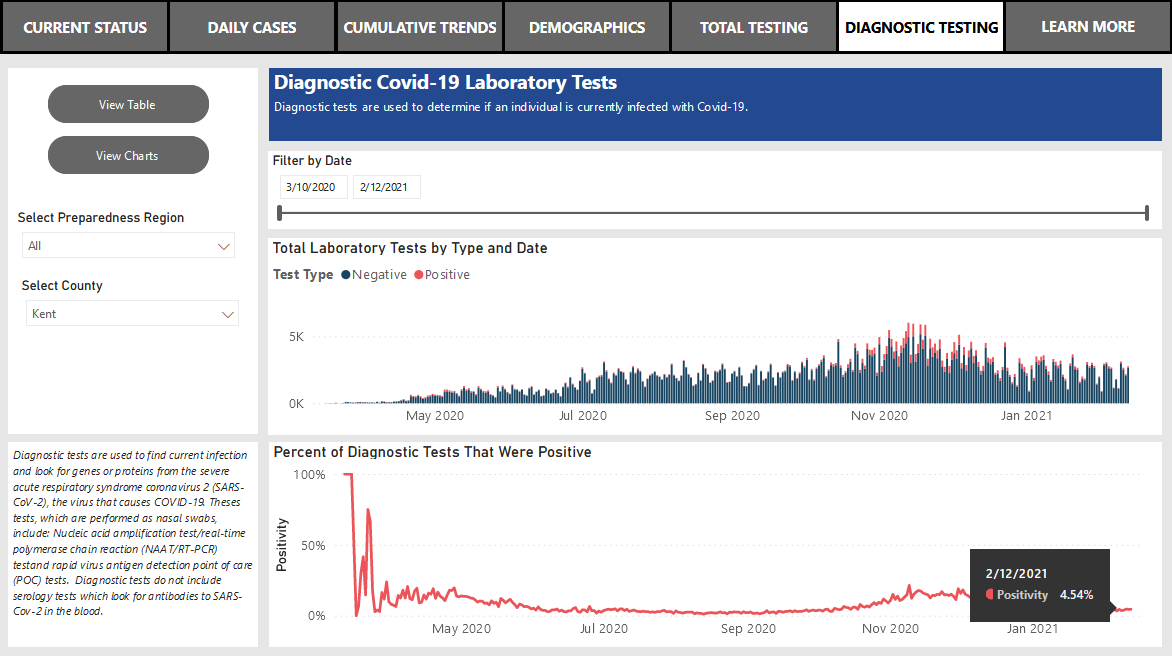 CURRENT STATUS
DAILY CASES
CUMULATIVE TRENDS
DEMOGRAPHICS
TOTAL TESTING
DIAGNOSTIC TESTING
LEARN MORE
View Table
View Charts
Select Preparedness Region
All
Select County
Kent
Diagnostic tests are used to find current infection
and look for genes or proteins from the severe
acute respiratory syndrome coronavirus 2 (SARS-
CoV-2), the virus that causes COVID-19. Theses
tests, which are performed as nasal swabs,
include: Nucleic acid amplification test/real-time
polymerase chain reaction (NAAT/RT-PCR)
testand rapid virus antigen detection point of care
(POC) tests.  Diagnostic tests do not include
serology tests which look for antibodies to SARS-
Cov-2 in the blood.
Diagnostic Covid-19 Laboratory Tests
Diagnostic tests are used to determine if an individual is currently infected with Covid-19.
Filter by Date
3/10/2020 2/12/2021
Total Laboratory Tests by Type and Date
Test Type Negative Positive
5K
0K
May 2020 Jul 2020 Sep 2020 Nov 2020 Jan 2021
Percent of Diagnostic Tests That Were Positive
Positivity
100%
50%
0%
2/12/2021
Positivity 4.54%
May 2020 Jul 2020 Sep 2020 Nov 2020 Jan 2021